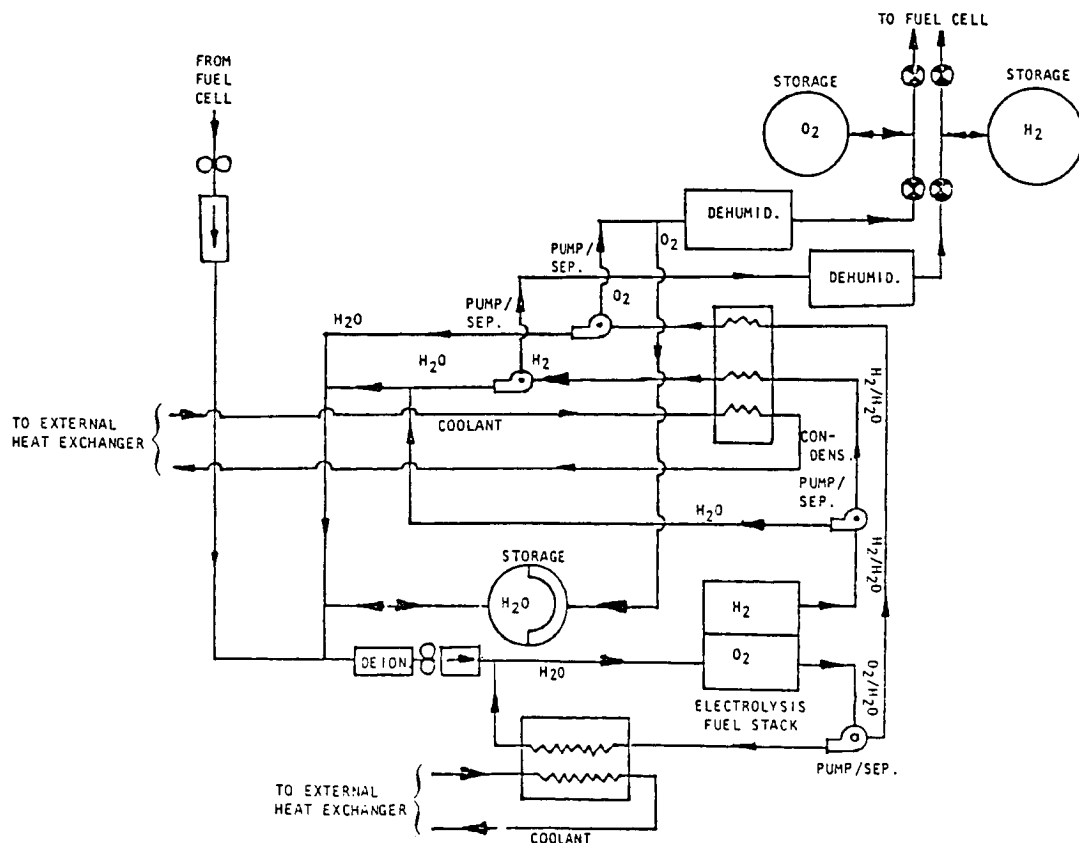 TO FUEL CELL
FROM
FUEL
CELL
STORAGE
STORAGE
O2
H2
DEHUMID.
O2
PUMP/
SEP.
DEHUMID.
O2
PUMP/
SEP.
H2O
H2O
H2
H2/H2O
TO EXTERNAL
HEAT EXCHANGER
COOLANT
CON-
DENS.
PUMP/
SEP.
H2O
H2/H2O
STORAGE
H2O
H2
O2
DEION.
H2O
O2/H2O
ELECTROLYSIS
FUEL STACK
PUMP/SEP.
TO EXTERNAL
HEAT EXCHANGER
COOLANT